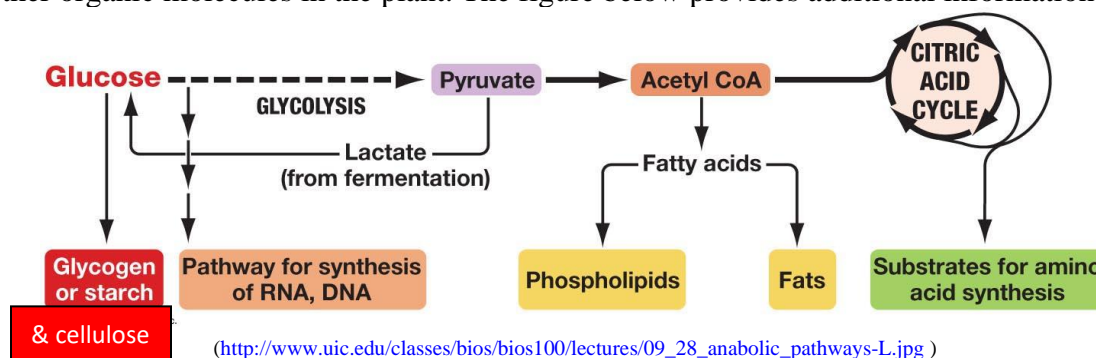 her organic molecules in the plant. The figure below provides additional information
Glucose
GLYCOLYSIS
Pyruvate
Acetyl CoA
CITRIC
ACID
CYCLE
Lactate
(from fermentation)
Fatty acids
Glycogen
or starch
& cellulose
Pathway for synthesis
of RNA, DNA
Phospholipids
Fats
Substrates for amino
acid synthesis
(http://www.uic.edu/classes/bios/bios100/lectures/09_28_anabolic_pathways-L.jpg )